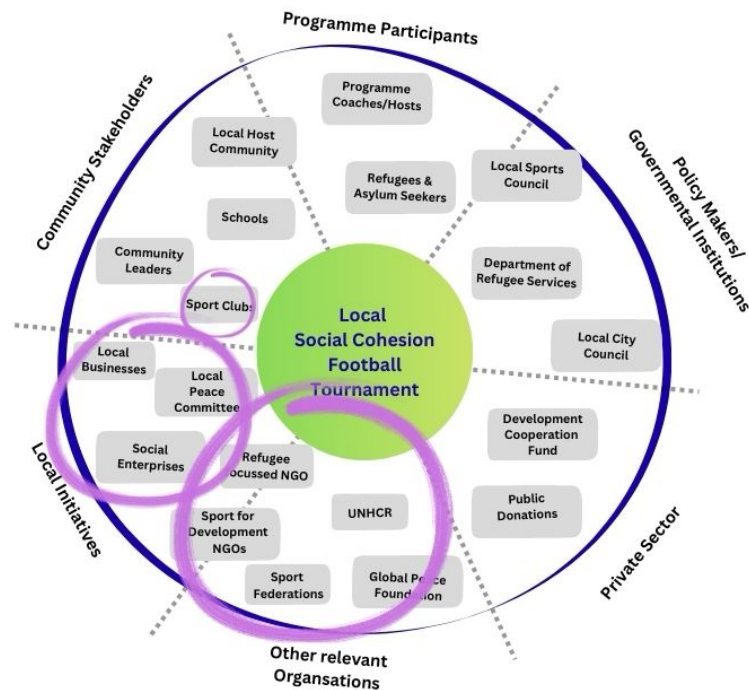 Programme Participants
Community Stakeholders
Policy Makers/
Governmental Institutions
Programme
Coaches/Hosts
Local Host
Community
Refugees &
Asylum Seekers
Local Sports
Council
Schools
Community
Leaders
Department of
Refugee Services
Sport Clubs
Local
Social Cohesion
Football
Tournament
Local City
Council
Local
Businesses
Local
Peace
Committee
Social
Enterprises
Refugee
Focussed NGO
Development
Cooperation
Fund
Local Initiatives
Sport for
Development
NGOs
UNHCR
Public
Donations
Private Sector
Sport
Federations
Global Peace
Foundation
Other relevant
Organsations